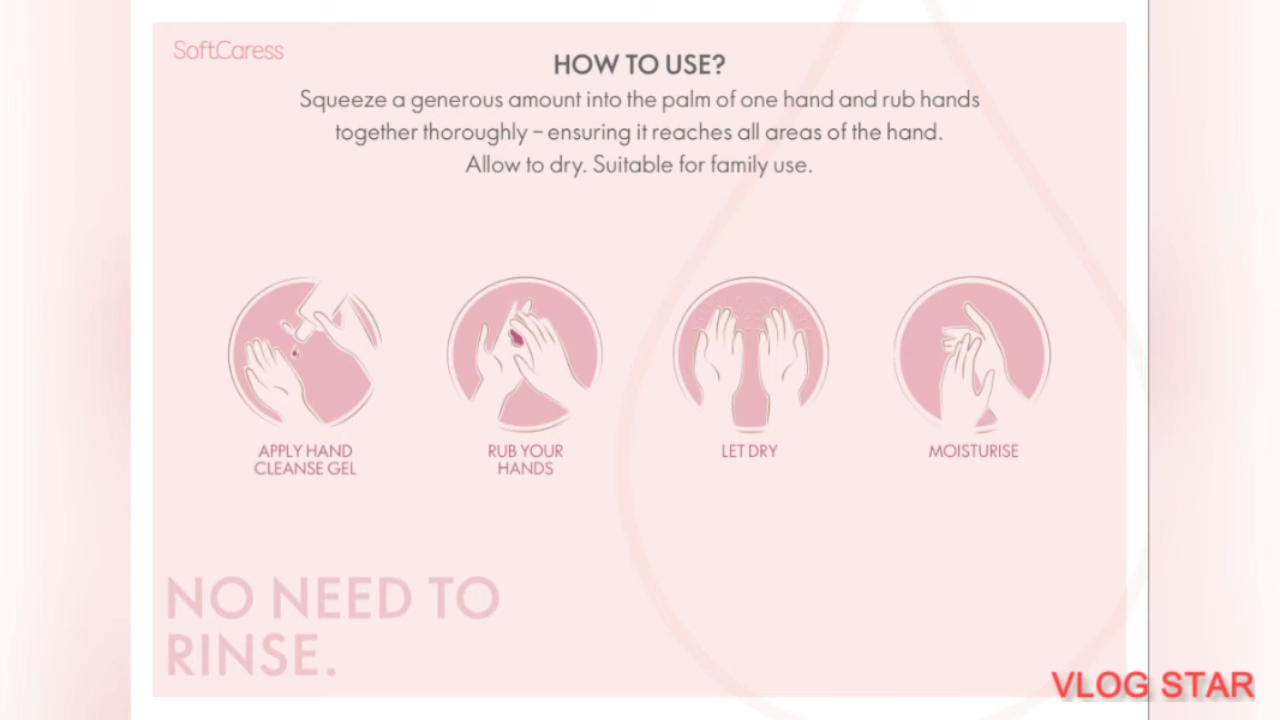 SoftCaress
HOW TO USE?
Squeeze a generous amount into the palm of one hand and rub hands
together thoroughly – ensuring it reaches all areas of the hand.
Allow to dry. Suitable for family use.
APPLY HAND
CLEANSE GEL
RUB YOUR
HANDS
LET DRY
MOISTURISE
NO NEED TO
RINSE.
VLOG STAR